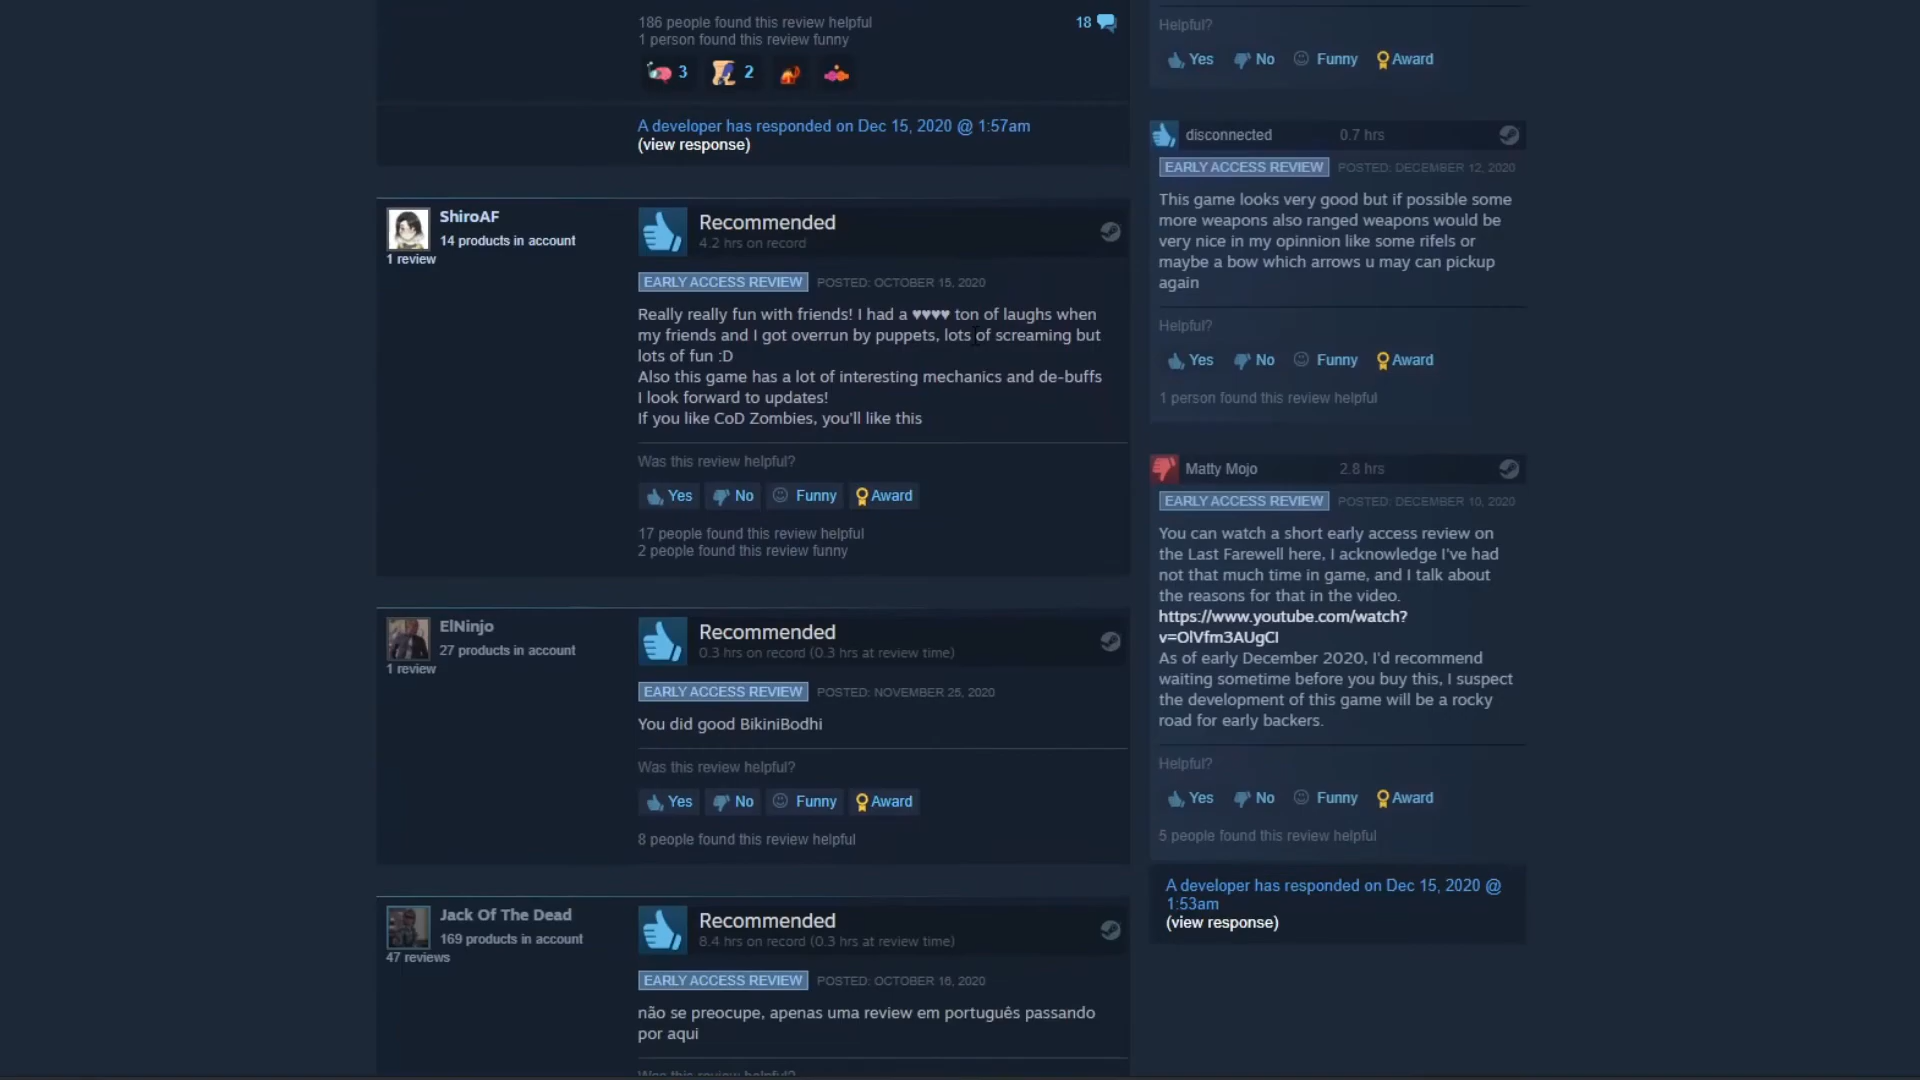 186 people found this review helpful
1 person found this review funny
18
3
2
A developer has responded on Dec 15, 2020 @ 1:57am
(view response)
ShiroAF
14 products in account
1 review
Recommended
4.2 hrs on record
EARLY ACCESS REVIEW
POSTED: OCTOBER 15, 2020
Really really fun with friends! I had a ♥♥♥♥ ton of laughs when
my friends and I got overrun by puppets, lots of screaming but
lots of fun :D
Also this game has a lot of interesting mechanics and de-buffs
I look forward to updates!
If you like CoD Zombies, you'll like this
Was this review helpful?
Yes No Funny Award
17 people found this review helpful
2 people found this review funny
ElNinjo
27 products in account
1 review
Recommended
0.3 hrs on record (0.3 hrs at review time)
EARLY ACCESS REVIEW
POSTED: NOVEMBER 25, 2020
You did good BikiniBodhi
Was this review helpful?
Yes No Funny Award
8 people found this review helpful
Jack Of The Dead
169 products in account
47 reviews
Recommended
8.4 hrs on record (0.3 hrs at review time)
EARLY ACCESS REVIEW
POSTED: OCTOBER 16, 2020
não se preocupe, apenas uma review em português passando
por aqui
Was this review helpful?
Helpful?
Yes No Funny Award
disconnected
0.7 hrs
EARLY ACCESS REVIEW
POSTED: DECEMBER 12, 2020
This game looks very good but if possible some
more weapons also ranged weapons would be
very nice in my opinnion like some rifels or
maybe a bow which arrows u may can pickup
again
Helpful?
Yes No Funny Award
1 person found this review helpful
Matty Mojo
2.8 hrs
EARLY ACCESS REVIEW
POSTED: DECEMBER 10, 2020
You can watch a short early access review on
the Last Farewell here, I acknowledge I've had
not that much time in game, and I talk about
the reasons for that in the video.
https://www.youtube.com/watch?
v=OlVfm3AUgCI
As of early December 2020, I'd recommend
waiting sometime before you buy this, I suspect
the development of this game will be a rocky
road for early backers.
Helpful?
Yes No Funny Award
5 people found this review helpful
A developer has responded on Dec 15, 2020 @
1:53am
(view response)